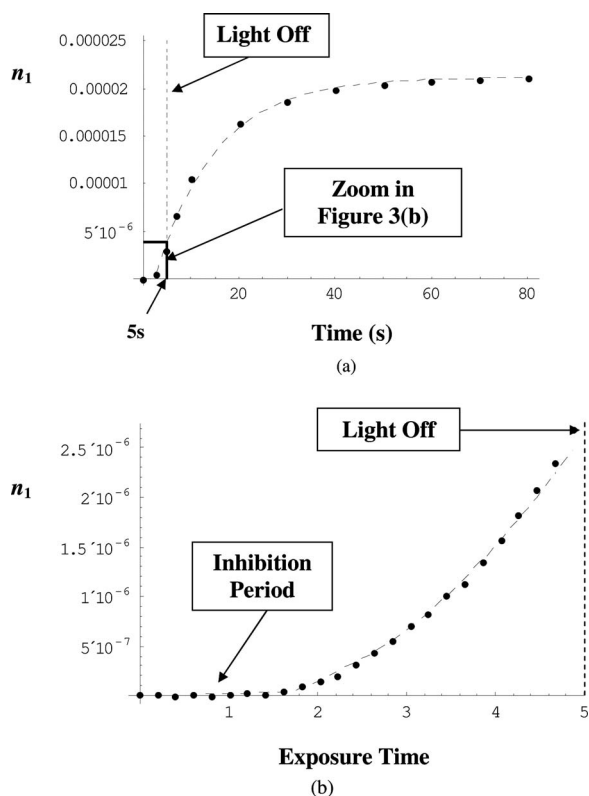 0.000025
Light Off
n₁
0.00002
0.000015
0.00001
Zoom in
Figure 3(b)
5´10⁻⁶
20 40 60 80
5s
Time (s)
(a)
Light Off
2.5´10⁻⁶
n₁
2´10⁻⁶
1.5´10⁻⁶
Inhibition
Period
1´10⁻⁶
5´10⁻⁷
1 2 3 4 5
Exposure Time
(b)